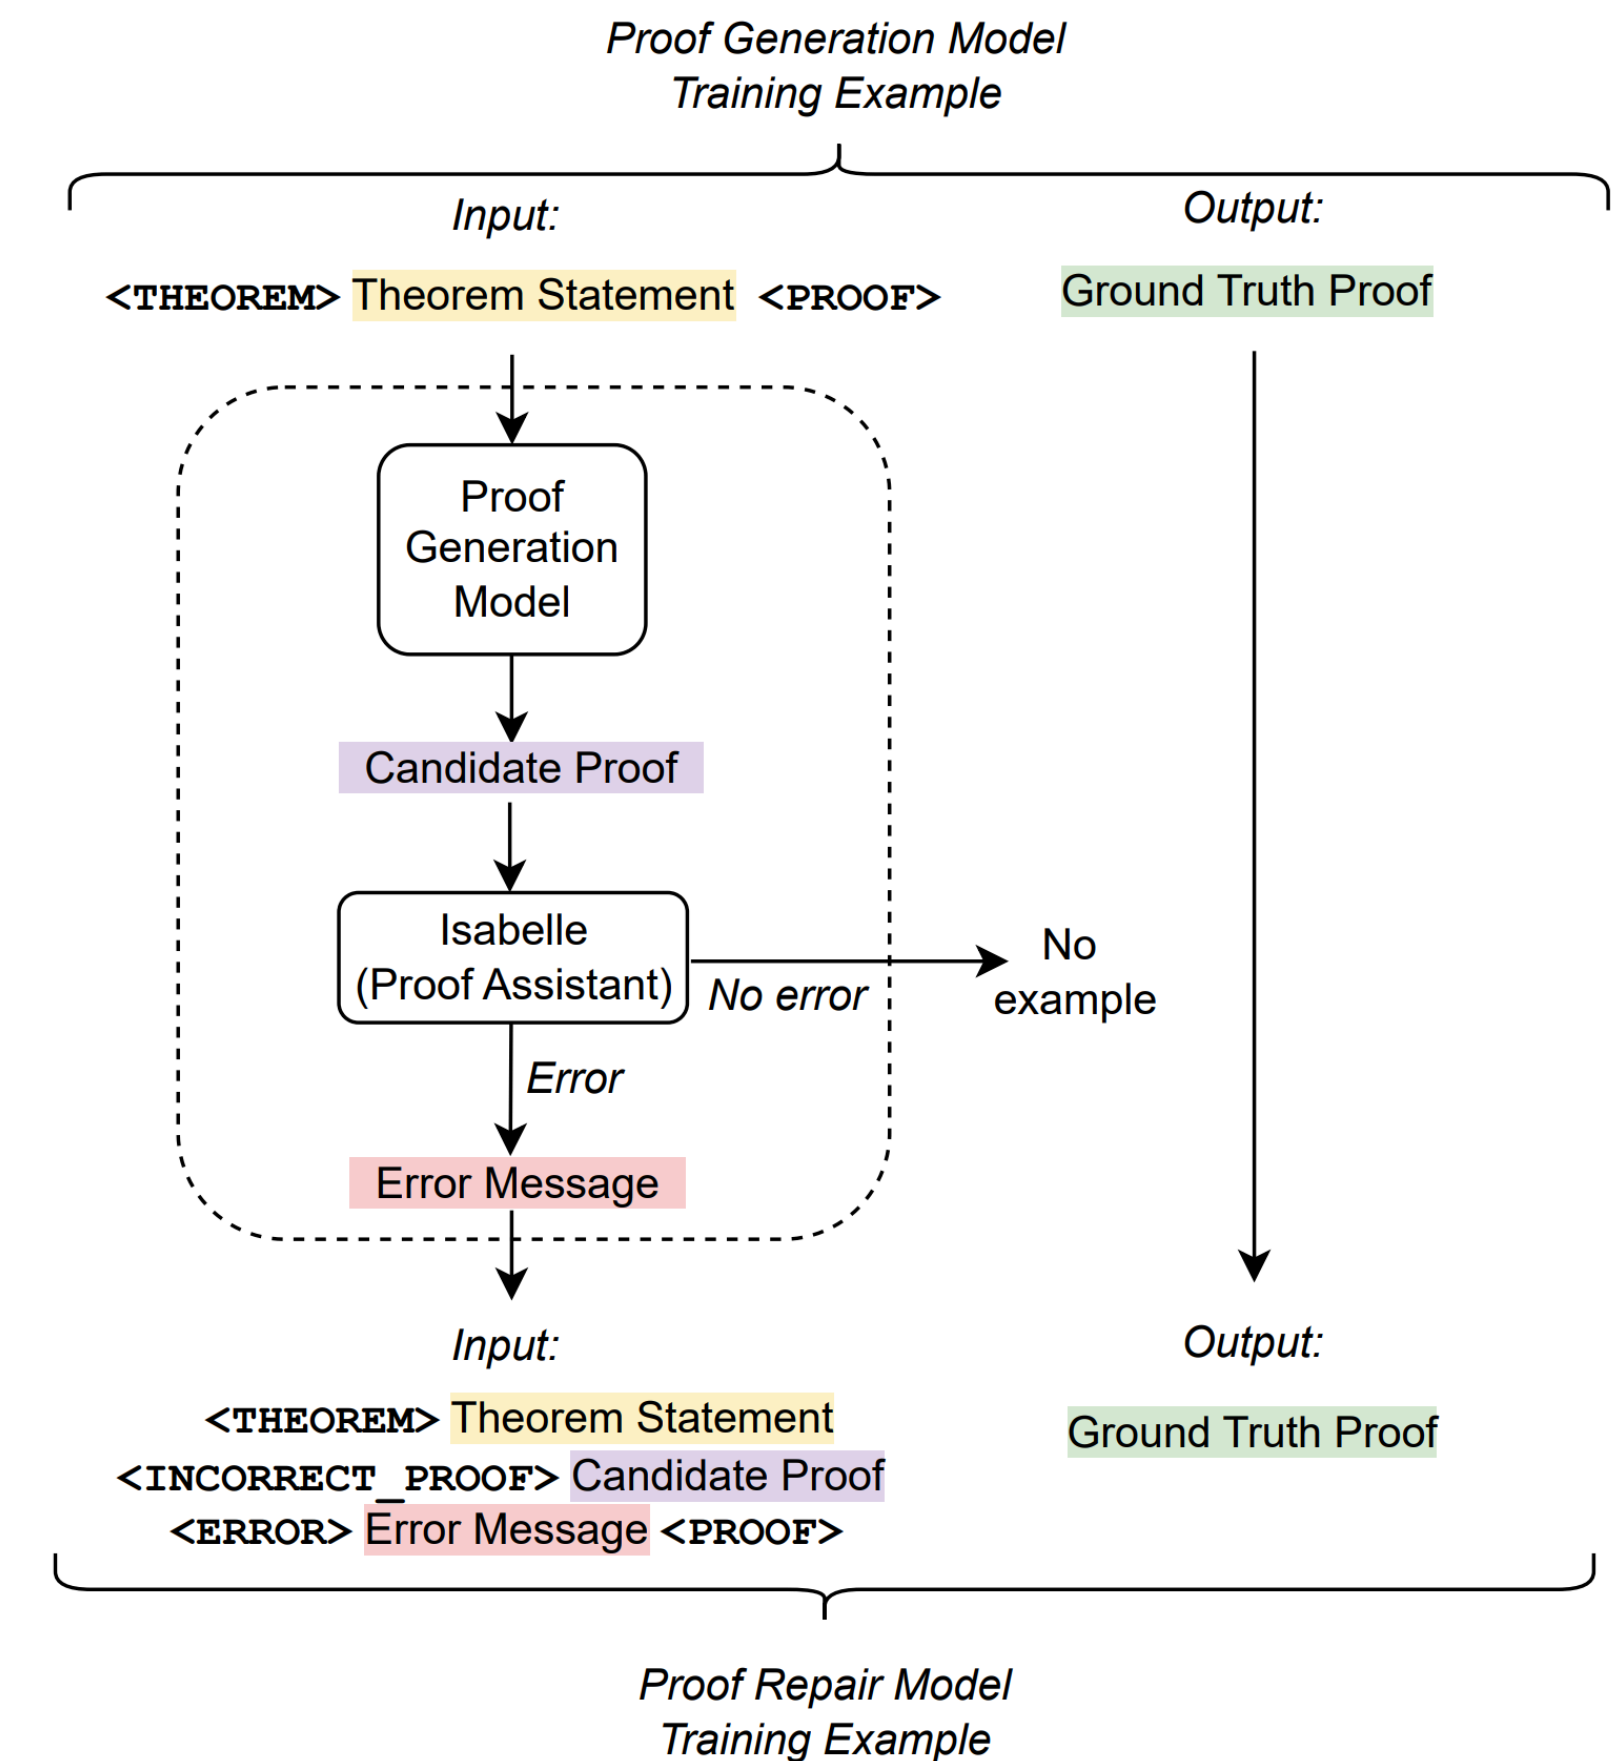 Proof Generation Model
Training Example
Input:
Output:
<THEOREM> Theorem Statement <PROOF>
Ground Truth Proof
Proof
Generation
Model
Candidate Proof
Isabelle
(Proof Assistant)
No error
No
example
Error
Error Message
Input:
Output:
<THEOREM> Theorem Statement
<INCORRECT_PROOF> Candidate Proof
<ERROR> Error Message <PROOF>
Ground Truth Proof
Proof Repair Model
Training Example